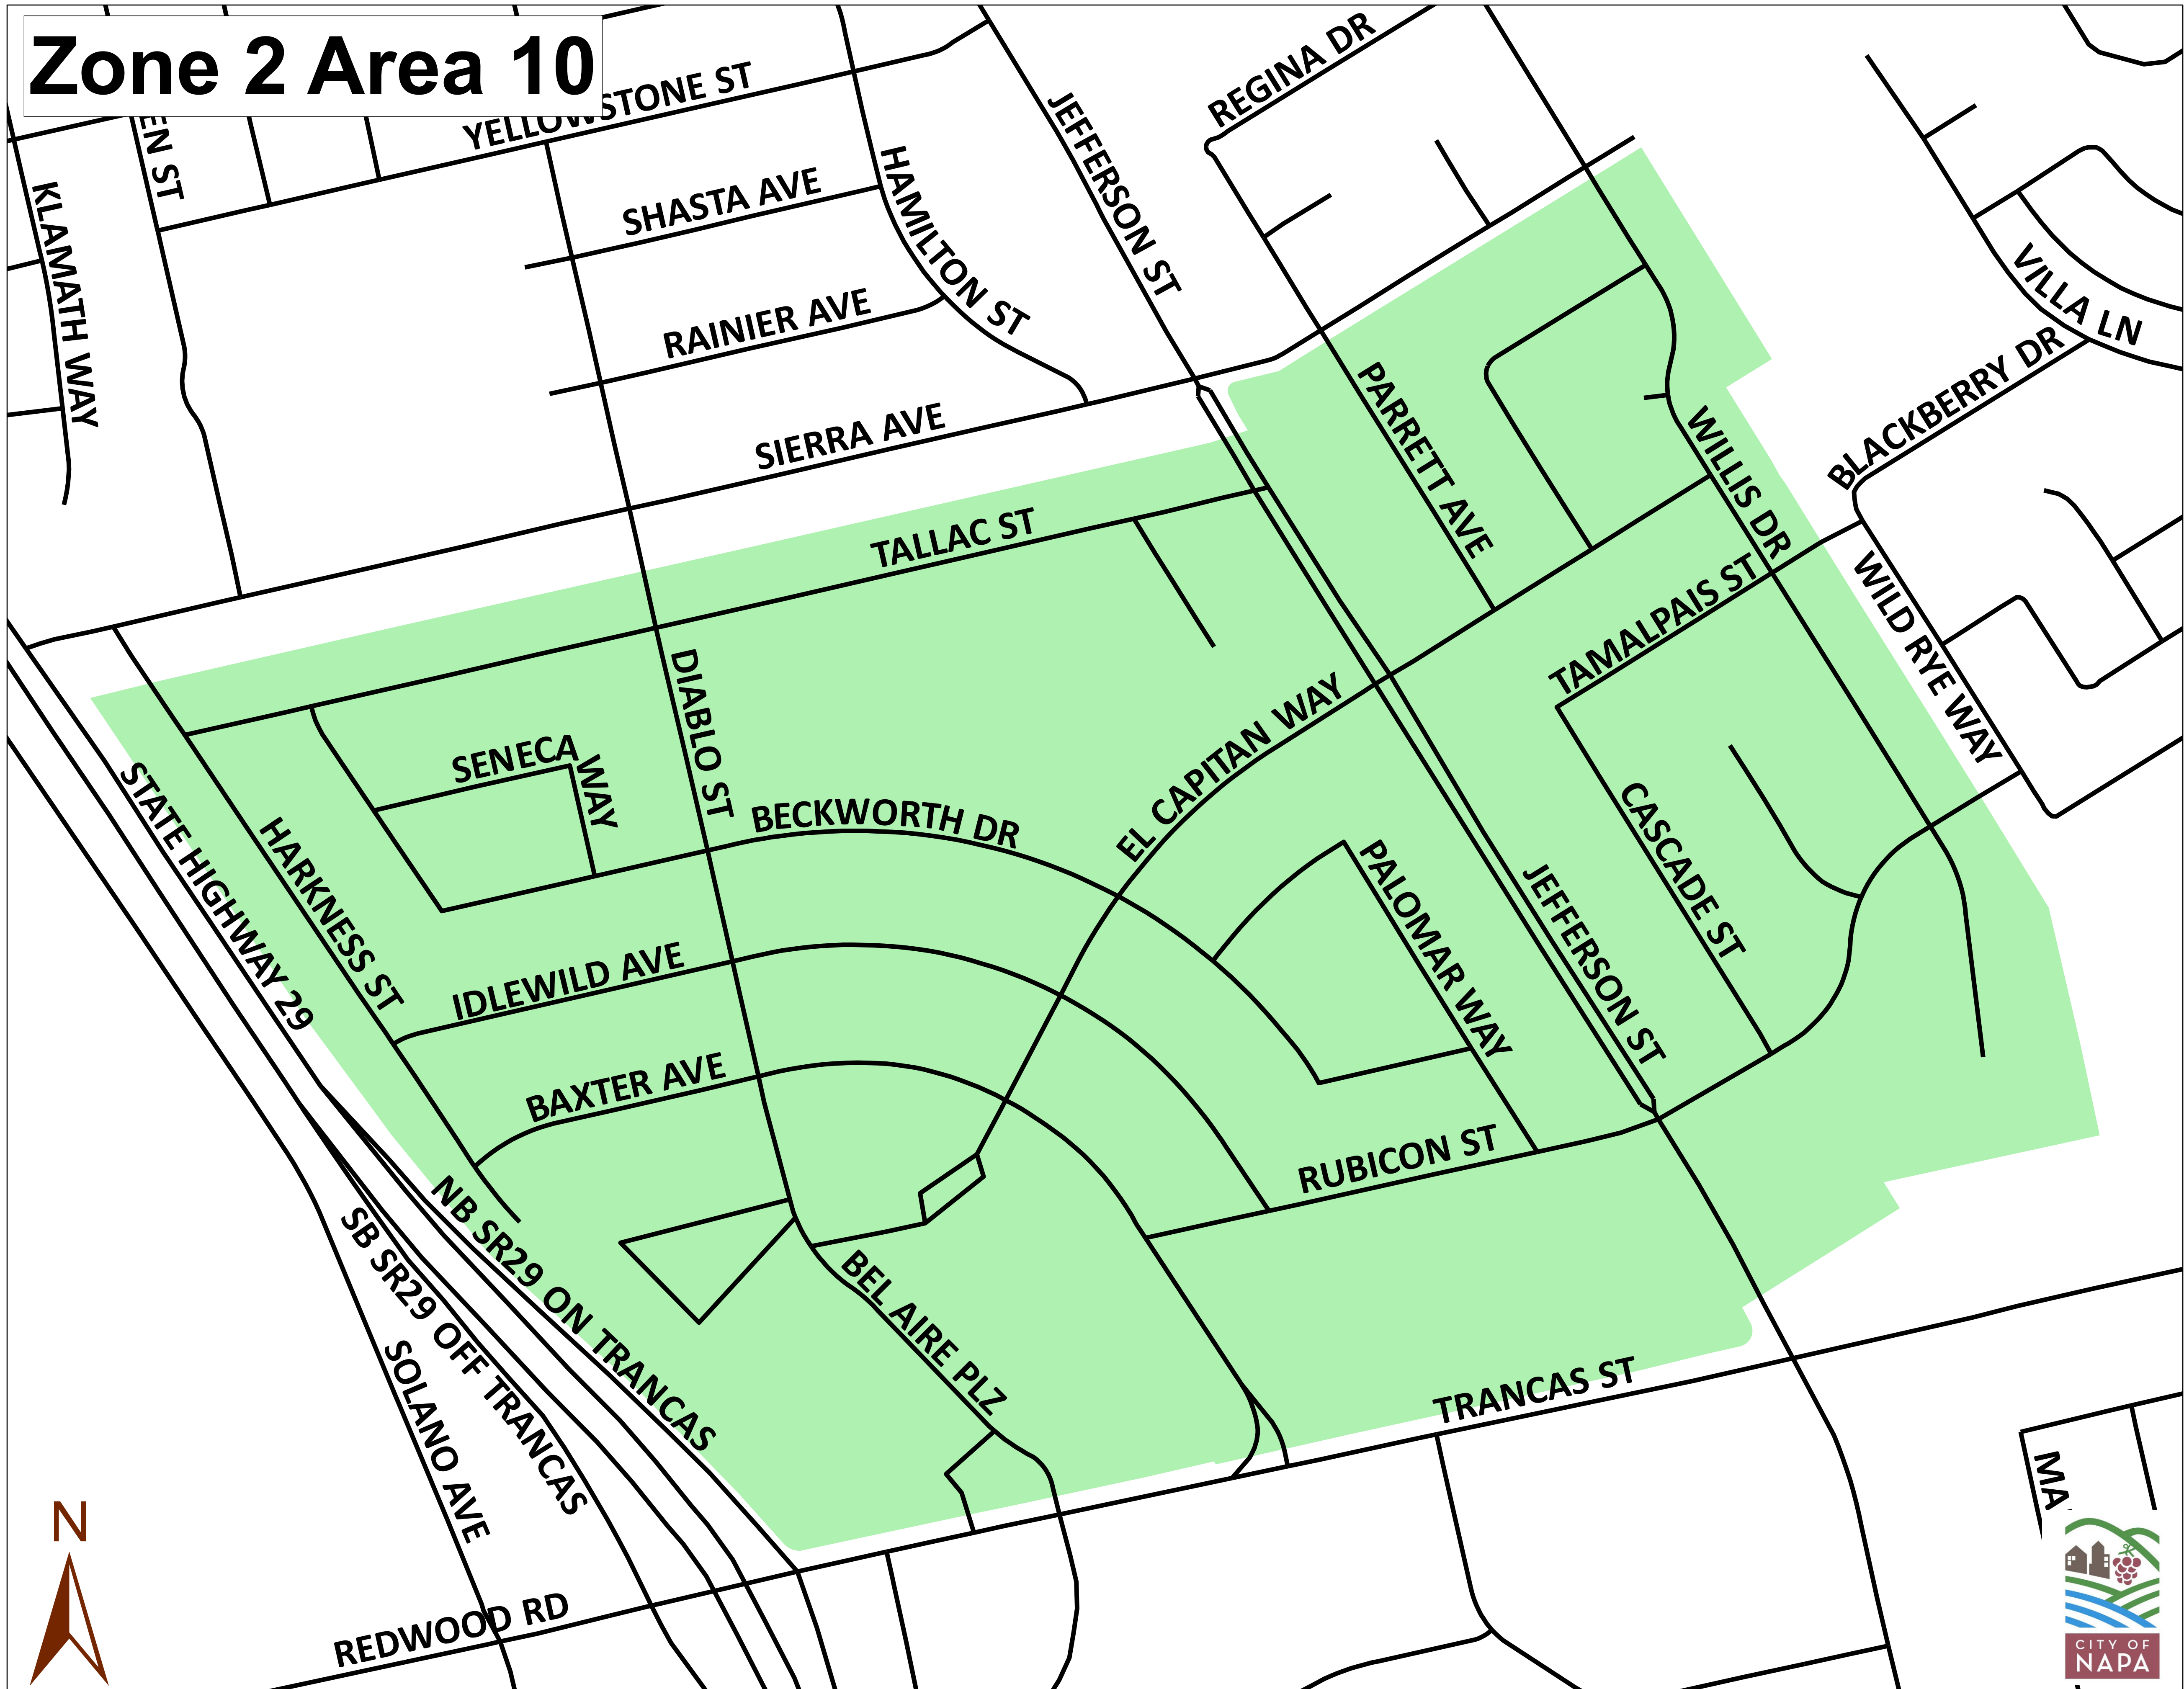 Zone 2 Area 10
YELLOWSTONE ST
REGINA DR
JEFFERSON ST
EN ST
HAMILTON ST
SHASTA AVE
KLAMATH WAY
VILLA LN
RAINIER AVE
BLACKBERRY DR
PARRETT AVE
SIERRA AVE
WILLIS DR
TALLAC ST
TAMALPAIS ST
WILD RYE WAY
DIABLO ST
EL CAPITAN WAY
SENECA WAY
STATE HIGHWAY 29
HARKNESS ST
BECKWORTH DR
CASCADE ST
PALOMAR WAY
JEFFERSON ST
IDLEWILD AVE
BAXTER AVE
RUBICON ST
NB SR29 ON TRANCAS
SB SR29 OFF TRANCAS
BEL AIRE PLZ
SOLANO AVE
TRANCAS ST
MA
N
REDWOOD RD
CITY OF
NAPA